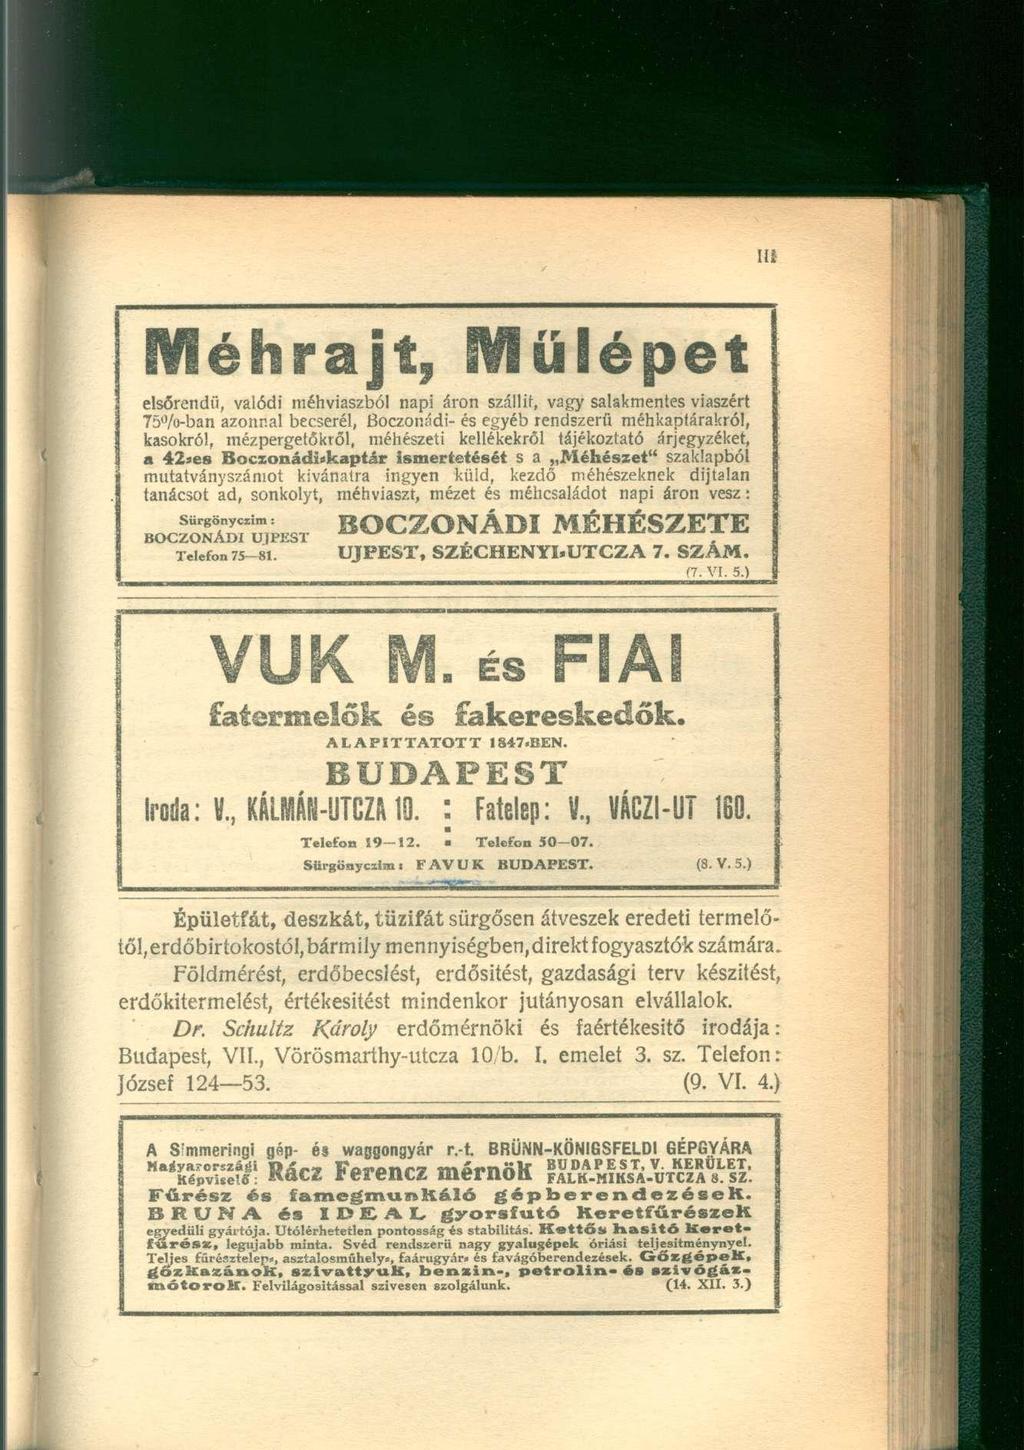 III
Méhrajt, Műlépet
elsőrendű, valódi méhviaszból napi áron szállit, vagy salakmentes viaszért
75%-ban azonnal becserél, Boczonádi- és egyéb rendszerű méhkaptárakról,
kasokról, mézpergetőkről, méhészeti kellékekről tájékoztató árjegyzéket,
a 42-es Boczonádi-kaptár ismertetését s a „Méhészet“ szaklapból
mutatványszámot kivánatra ingyen küld, kezdő méhészeknek dijtalan
tanácsot ad, sonkolyt, méhviaszt, mézet és méhcsaládot napi áron vesz:
Sürgönyczim:
BOCZONÁDI UJPEST
Telefon 75—81.
BOCZONÁDI MÉHÉSZETE
UJPEST, SZÉCHENYI-UTCZA 7. SZÁM.
(7. VI. 5.)
VUK M. ÉS FIAI
fatermelők és fakereskedők.
ALAPITTATOTT 1847-BEN.
BUDAPEST
Iroda: V., KÁLMÁN-UTCZA 10. : Fatelep: V., VÁCZI-UT 160.
Telefon 19—12. ▪ Telefon 50—07.
Sürgönyczim: FAVUK BUDAPEST. (8. V. 5.)
Épületfát, deszkát, tüzifát sürgősen átveszek eredeti termelő-
től, erdőbirtokostól, bármily mennyiségben, direkt fogyasztók számára.
Földmérést, erdőbecslést, erdősitést, gazdasági terv készitést,
erdőkitermelést, értékesitést mindenkor jutányosan elvállalok.
Dr. Schultz Károly erdőmérnöki és faértékesitő irodája:
Budapest, VII., Vörösmarthy-utcza 10/b. I. emelet 3. sz. Telefon:
József 124—53. (9. VI. 4.)
A Simmeringi gép- és waggongyár r.-t. BRÜNN-KÖNIGSFELDI GÉPGYÁRA
Magyarországi
Képviselő: Rácz Ferencz mérnök BUDAPEST, V. KERÜLET,
FALK-MIKSA-UTCZA 8. SZ.
Fűrész és famegmunkáló gépberendezések.
BRUNA és IDEAL gyorsfutó Keretfűrészek
egyedüli gyártója. Utólérhetetlen pontosság és stabilitás. Kettős hasitó Keret-
fűrész, legujabb minta. Svéd rendszerü nagy gyalugépek óriási teljesitménynyel.
Teljes fürésztelep-, asztalosműhely-, faárugyár- és favágóberendezések. Gőzgépek,
gőzkazánok, szivattyuk, benzin-, petrolin- és szivógáz-
mótorok. Felvilágositással szivesen szolgálunk. (14. XII. 3.)